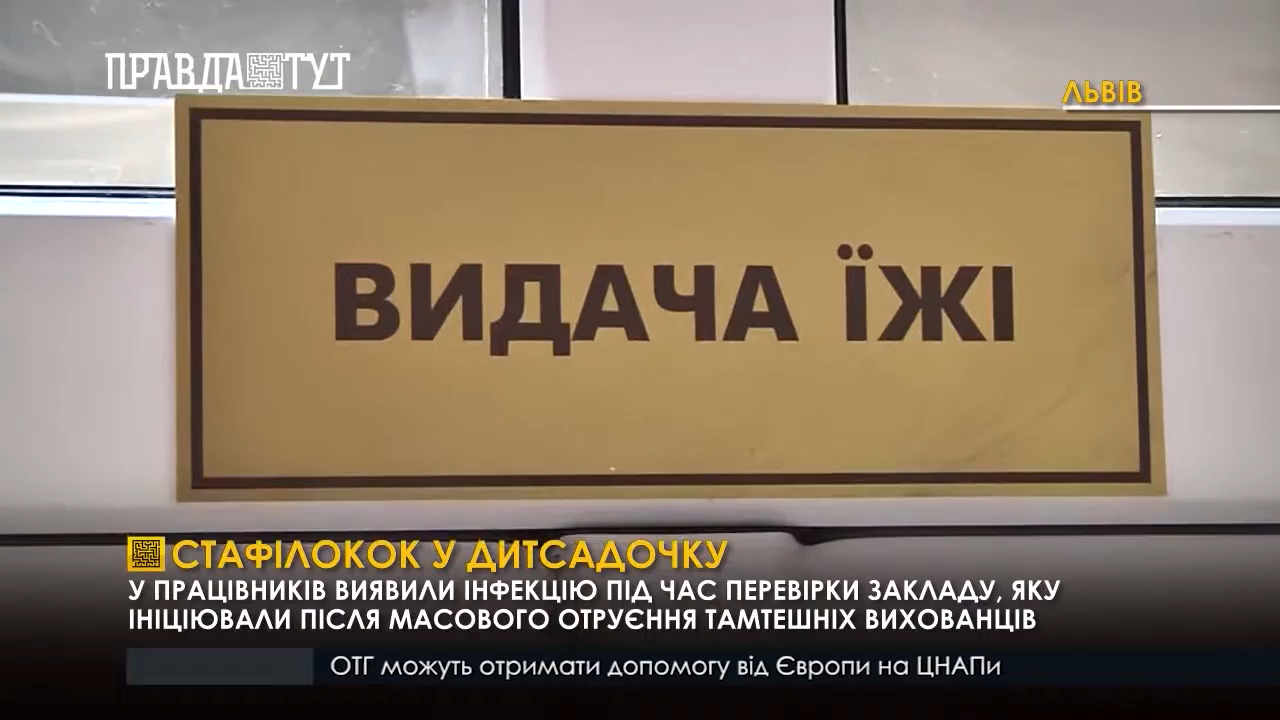 ПРАВДА ТУТ
ЛЬВІВ
ВИДАЧА ЇЖІ
СТАФІЛОКОК У ДИТСАДОЧКУ
У ПРАЦІВНИКІВ ВИЯВИЛИ ІНФЕКЦІЮ ПІД ЧАС ПЕРЕВІРКИ ЗАКЛАДУ, ЯКУ
ІНІЦІЮВАЛИ ПІСЛЯ МАСОВОГО ОТРУЄННЯ ТАМТЕШНІХ ВИХОВАНЦІВ
ОТГ можуть отримати допомогу від Європи на ЦНАПи